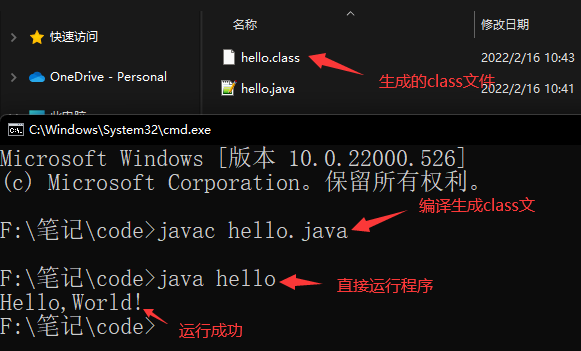 名称
修改日期
快速访问
hello.class
2022/2/16 10:43
OneDrive - Personal
生成的class文件
hello.java
2022/2/16 10:41
此电脑
C:\Windows\System32\cmd.exe
Microsoft Windows [版本 10.0.22000.526]
(c) Microsoft Corporation。保留所有权利。
编译生成class文
F:\笔记\code>javac hello.java
F:\笔记\code>java hello
直接运行程序
Hello,World!
F:\笔记\code>
运行成功